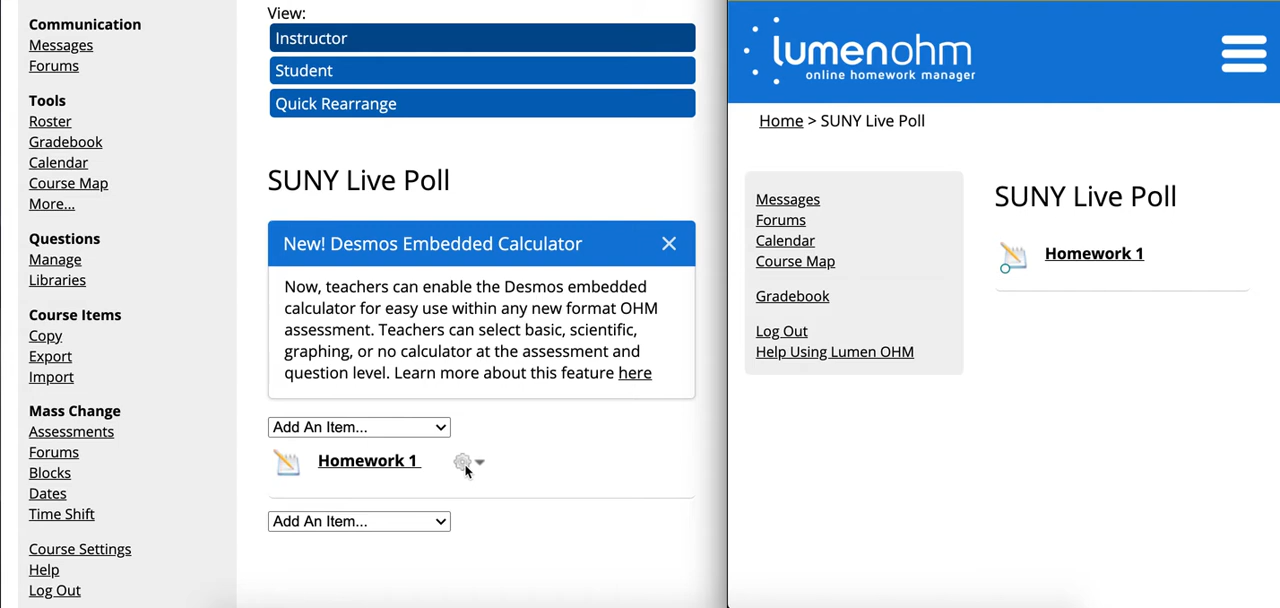 Communication
Messages
Forums
Tools
Roster
Gradebook
Calendar
Course Map
More...
Questions
Manage
Libraries
Course Items
Copy
Export
Import
Mass Change
Assessments
Forums
Blocks
Dates
Time Shift
Course Settings
Help
Log Out
View:
Instructor
Student
Quick Rearrange
SUNY Live Poll
New! Desmos Embedded Calculator
Now, teachers can enable the Desmos embedded
calculator for easy use within any new format OHM
assessment. Teachers can select basic, scientific,
graphing, or no calculator at the assessment and
question level. Learn more about this feature here
Add An Item...
Homework 1
Add An Item...
lumenohm
online homework manager
Home > SUNY Live Poll
Messages
Forums
Calendar
Course Map
Gradebook
Log Out
Help Using Lumen OHM
SUNY Live Poll
Homework 1